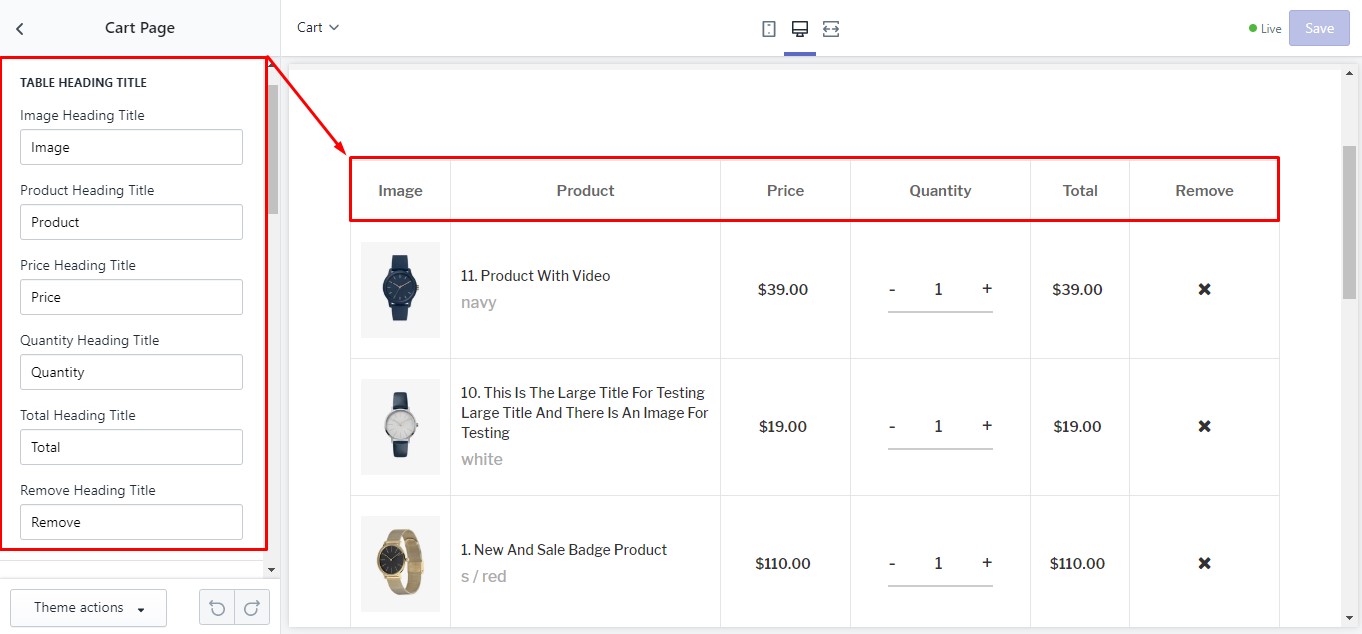 Cart Page
Cart
Live
Save
TABLE HEADING TITLE
Image Heading Title
Image
Product Heading Title
Product
Price Heading Title
Price
Quantity Heading Title
Quantity
Total Heading Title
Total
Remove Heading Title
Remove
Theme actions
Image Product Price Quantity Total Remove
11. Product With Video
navy
$39.00 - 1 + $39.00 ✖
10. This Is The Large Title For Testing
Large Title And There Is An Image For
Testing
white
$19.00 - 1 + $19.00 ✖
1. New And Sale Badge Product
s / red
$110.00 - 1 + $110.00 ✖